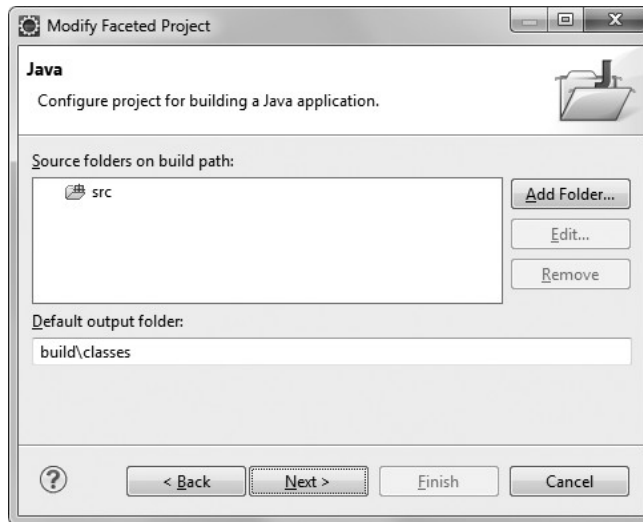 Modify Faceted Project
Java
Configure project for building a Java application.
Source folders on build path:
src
Add Folder...
Edit...
Remove
Default output folder:
build\classes
< Back Next > Finish Cancel